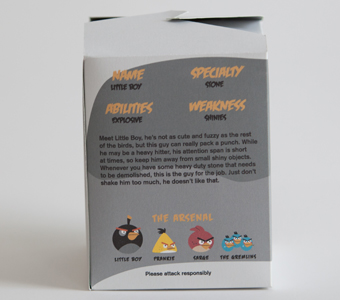 NAME
LITTLE BOY
SPECIALTY
STONE
ABILITIES
EXPLOSIVE
WEAKNESS
SHINIES
Meet Little Boy, he's not as cute and fuzzy as the rest
of the birds, but this guy can really pack a punch. While
he may be a heavy hitter, his attention span is short
at times, so keep him away from small shiny objects.
Whenever you have some heavy duty stone that needs
to be demolished, this is the guy for the job. Just don't
shake him too much, he doesn't like that.
THE ARSENAL
LITTLE BOY
FRANKIE
SARGE
THE GREMLINS
Please attack responsibly